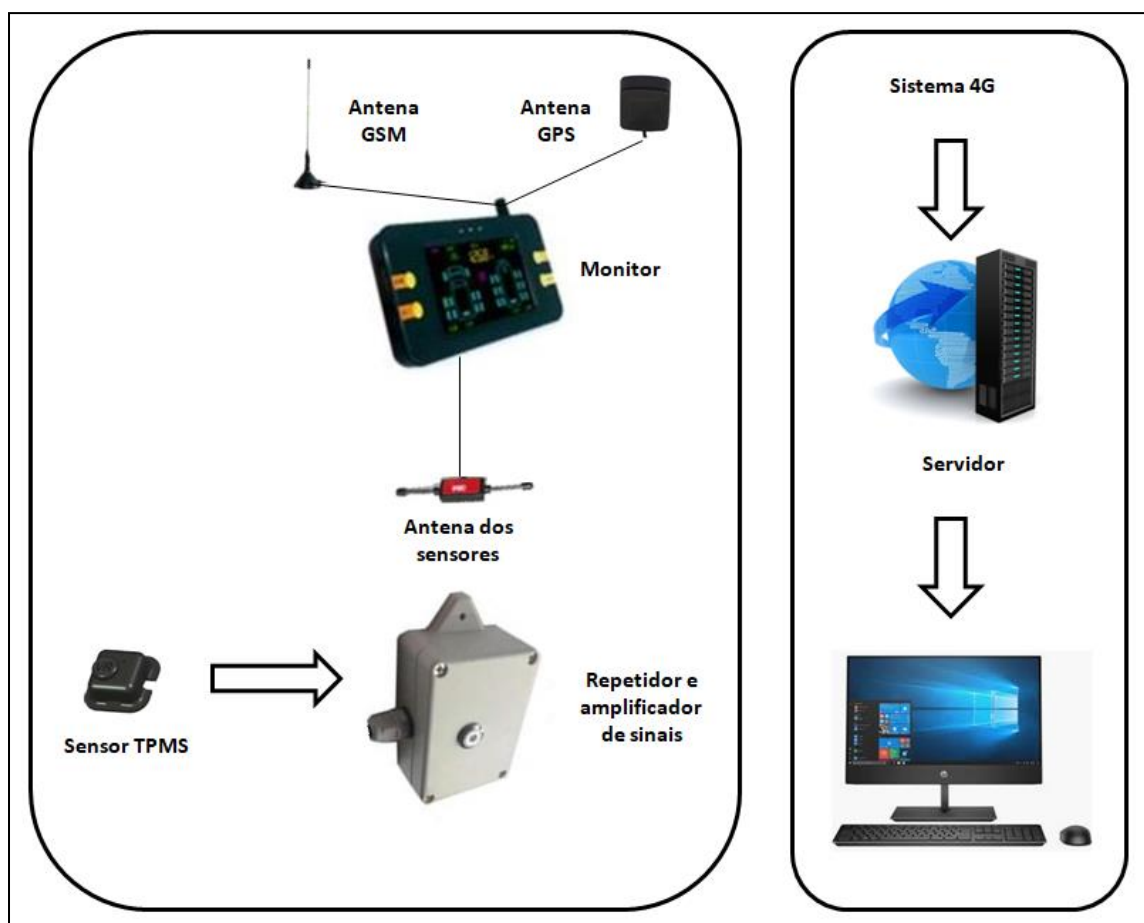 Antena
GSM
Antena
GPS
Monitor
Antena dos
sensores
Sensor TPMS
Repetidor e
amplificador
de sinais
Sistema 4G
Servidor